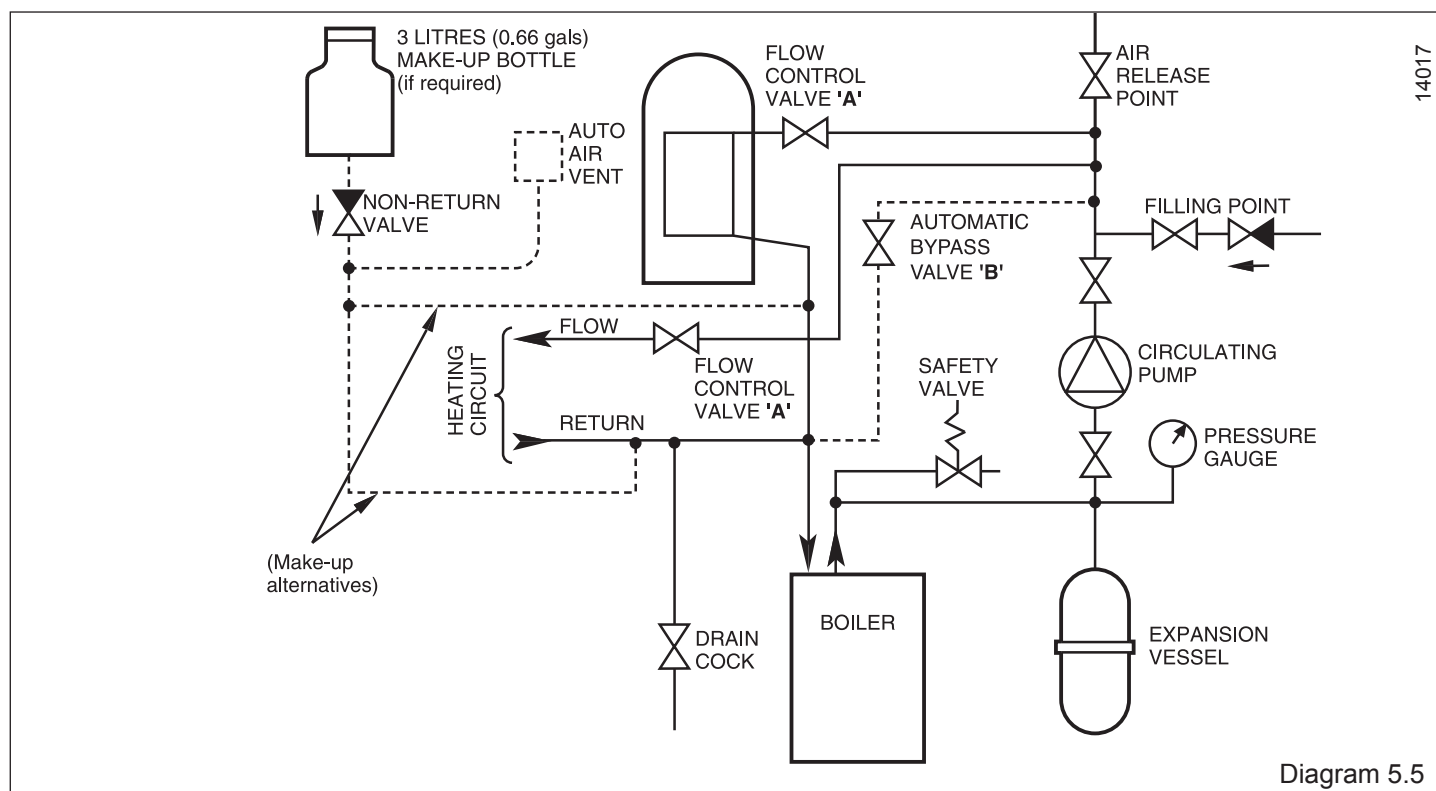 3 LITRES (0.66 gals)
MAKE-UP BOTTLE
(if required)
FLOW
CONTROL
VALVE 'A'
AIR
RELEASE
POINT
14017
AUTO
AIR
VENT
NON-RETURN
VALVE
AUTOMATIC
BYPASS
VALVE 'B'
FILLING POINT
HEATING
CIRCUIT
FLOW
FLOW
CONTROL
VALVE 'A'
RETURN
SAFETY
VALVE
CIRCULATING
PUMP
PRESSURE
GAUGE
(Make-up
alternatives)
DRAIN
COCK
BOILER
EXPANSION
VESSEL
Diagram 5.5